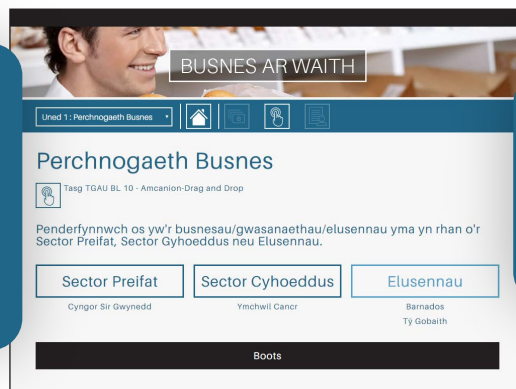 BUSNES AR WAITH
Uned 1 : Perchnogaeth Busnes
Perchnogaeth Busnes
Tasg TGAU BL 10 - Amcanion-Drag and Drop
Penderfynnwch os yw'r busnesau/gwasanaethau/elusennau yma yn rhan o'r
Sector Preifat, Sector Gyhoeddus neu Elusennau.
Sector Preifat
Sector Cyhoeddus
Elusennau
Cyngor Sir Gwynedd
Ymchwil Cancr
Barnados
Tŷ Gobaith
Boots